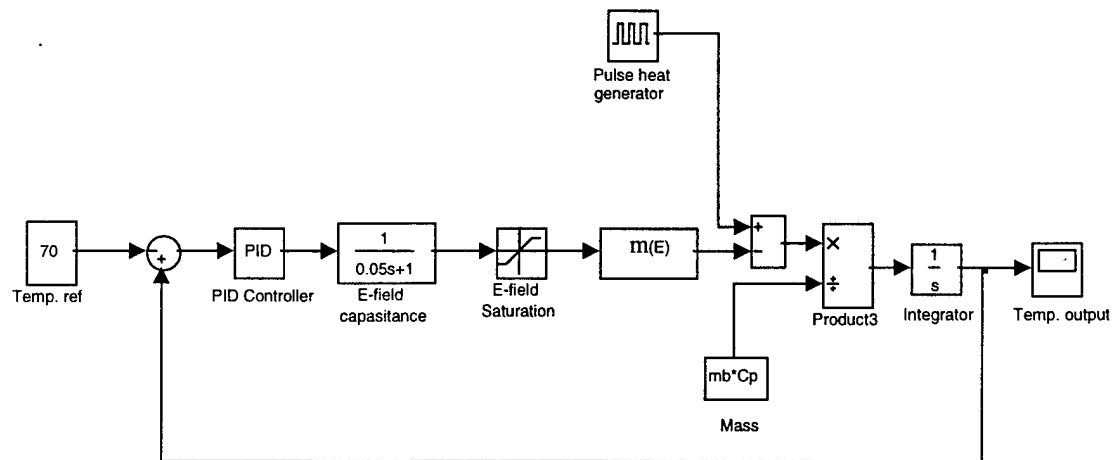 Pulse heat
generator
70
Temp. ref
PID
PID Controller
1
0.05s+1
E-field
capasitance
E-field
Saturation
m(E)
mb*Cp
Mass
Product3
1
s
Integrator
Temp. output